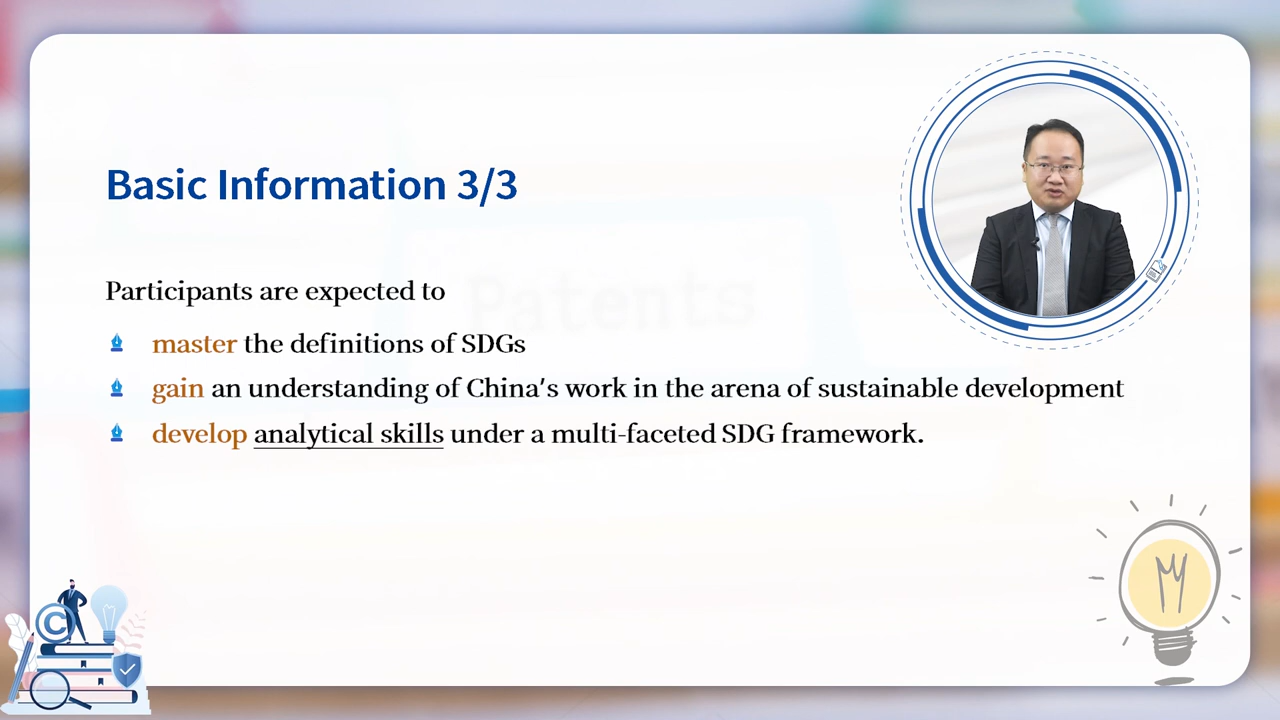 Basic Information 3/3
Participants are expected to
master the definitions of SDGs
gain an understanding of China's work in the arena of sustainable development
develop analytical skills under a multi-faceted SDG framework.
Patents
©